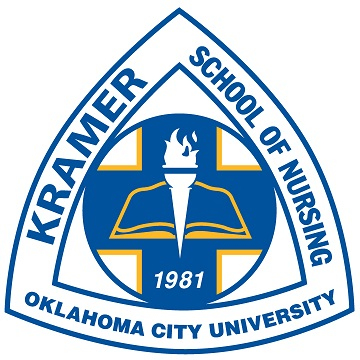 KRAMER
SCHOOL OF NURSING
1981
OKLAHOMA CITY UNIVERSITY